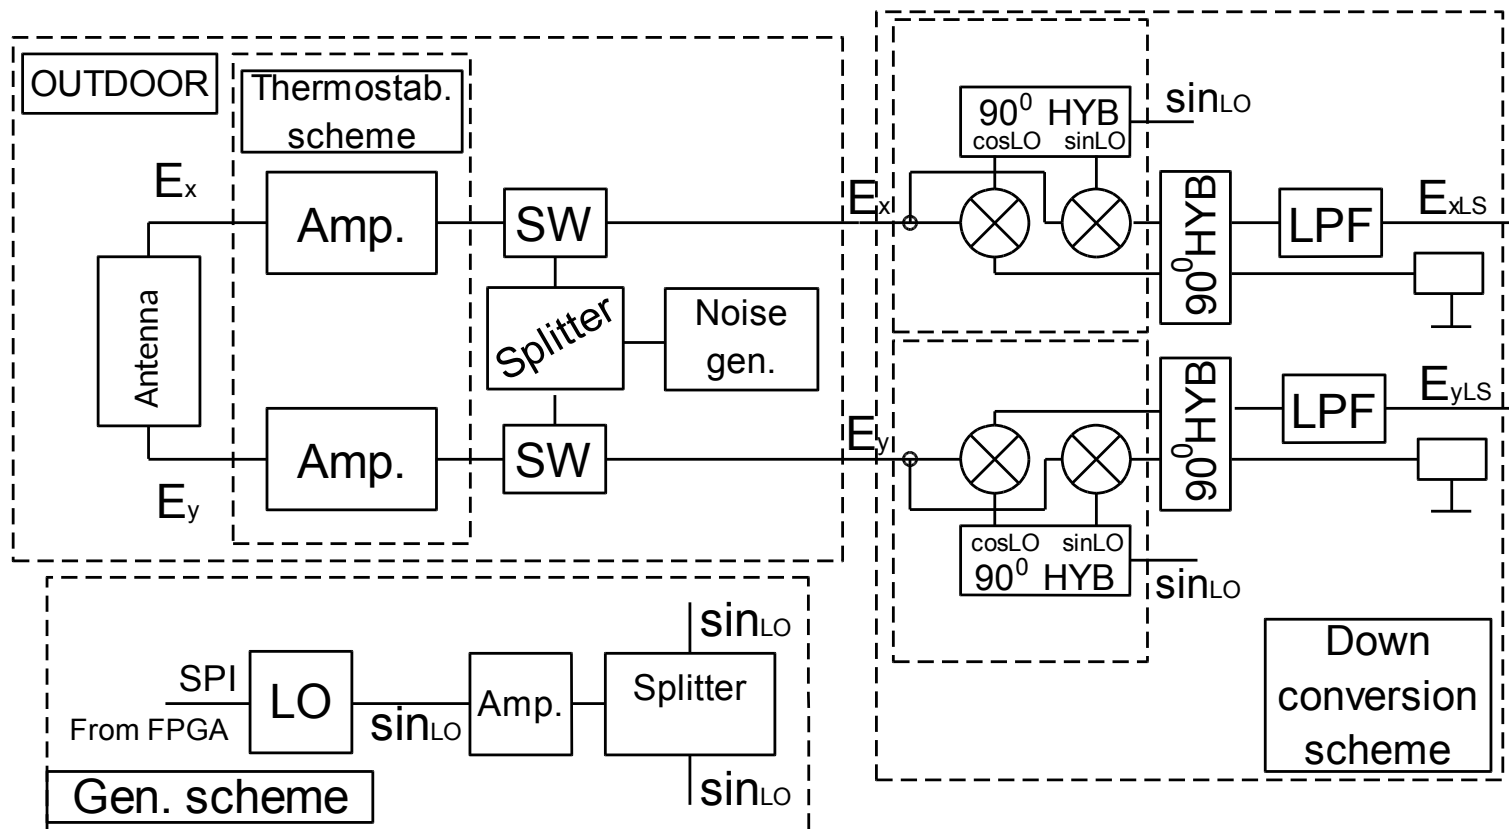 OUTDOOR
Thermostab.
scheme
Ex
Amp.
SW
Antenna
Splitter
Noise
gen.
Amp.
SW
Ey
Ex
90⁰ HYB
cosLO sinLO
sinLO
90⁰HYB
LPF
ExLS
Ey
90⁰HYB
LPF
EyLS
cosLO sinLO
90⁰ HYB
sinLO
Down
conversion
scheme
sinLO
SPI
From FPGA
LO
sinLO
Amp.
Splitter
sinLO
Gen. scheme